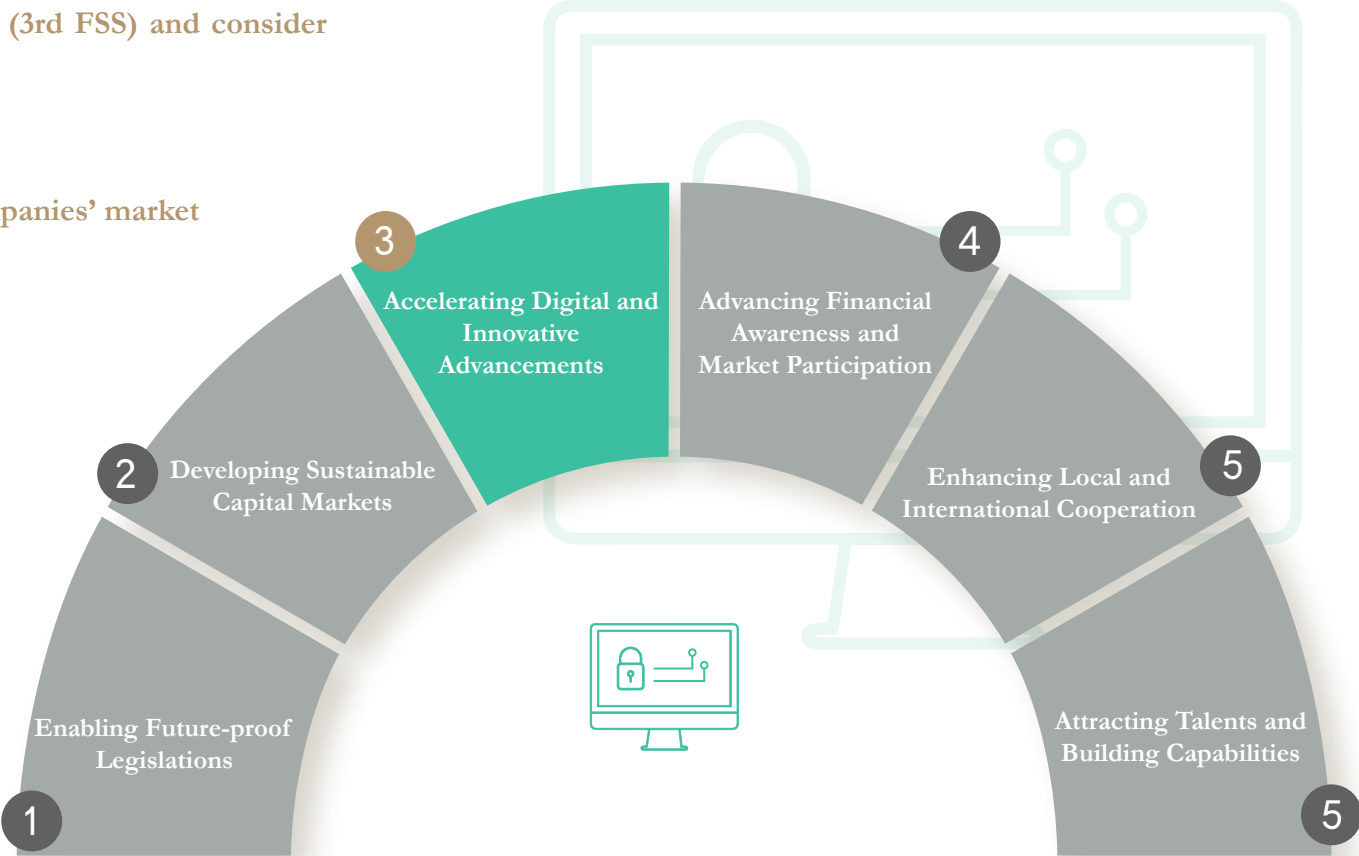 (3rd FSS) and consider
panies’ market
3
Accelerating Digital and
Innovative
Advancements
4
Advancing Financial
Awareness and
Market Participation
2
Developing Sustainable
Capital Markets
5
Enhancing Local and
International Cooperation
1
Enabling Future-proof
Legislations
5
Attracting Talents and
Building Capabilities